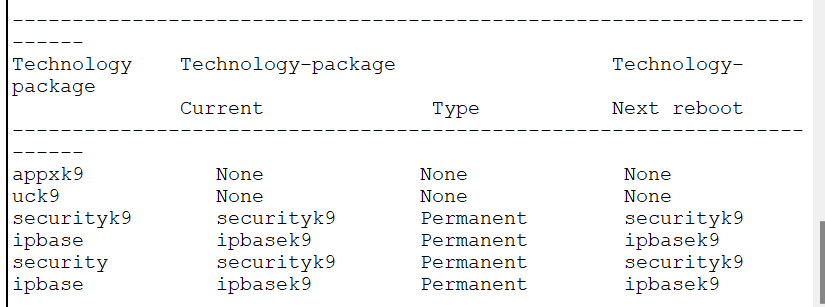 ------------------------------------------------------------------
------
Technology    Technology-package                  Technology-
package
              Current              Type           Next reboot
------------------------------------------------------------------
------
appxk9           None             None             None
uck9             None             None             None
securityk9       securityk9       Permanent        securityk9
ipbase           ipbasek9         Permanent        ipbasek9
security         securityk9       Permanent        securityk9
ipbase           ipbasek9         Permanent        ipbasek9